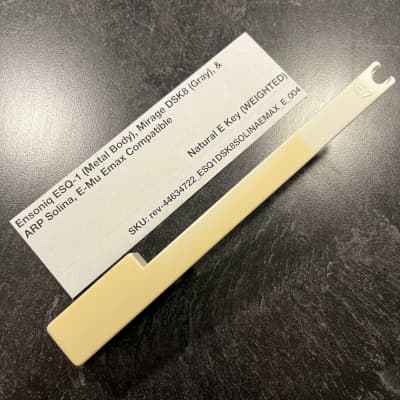 Ensoniq ESQ-1 (Metal Body), Mirage DSK8 (Gray), &
ARP Solina, E-Mu Emax Compatible
Natural E Key (WEIGHTED)
SKU: rev-44634722_ESQ1DSK8SOLINAEMAX_E_004